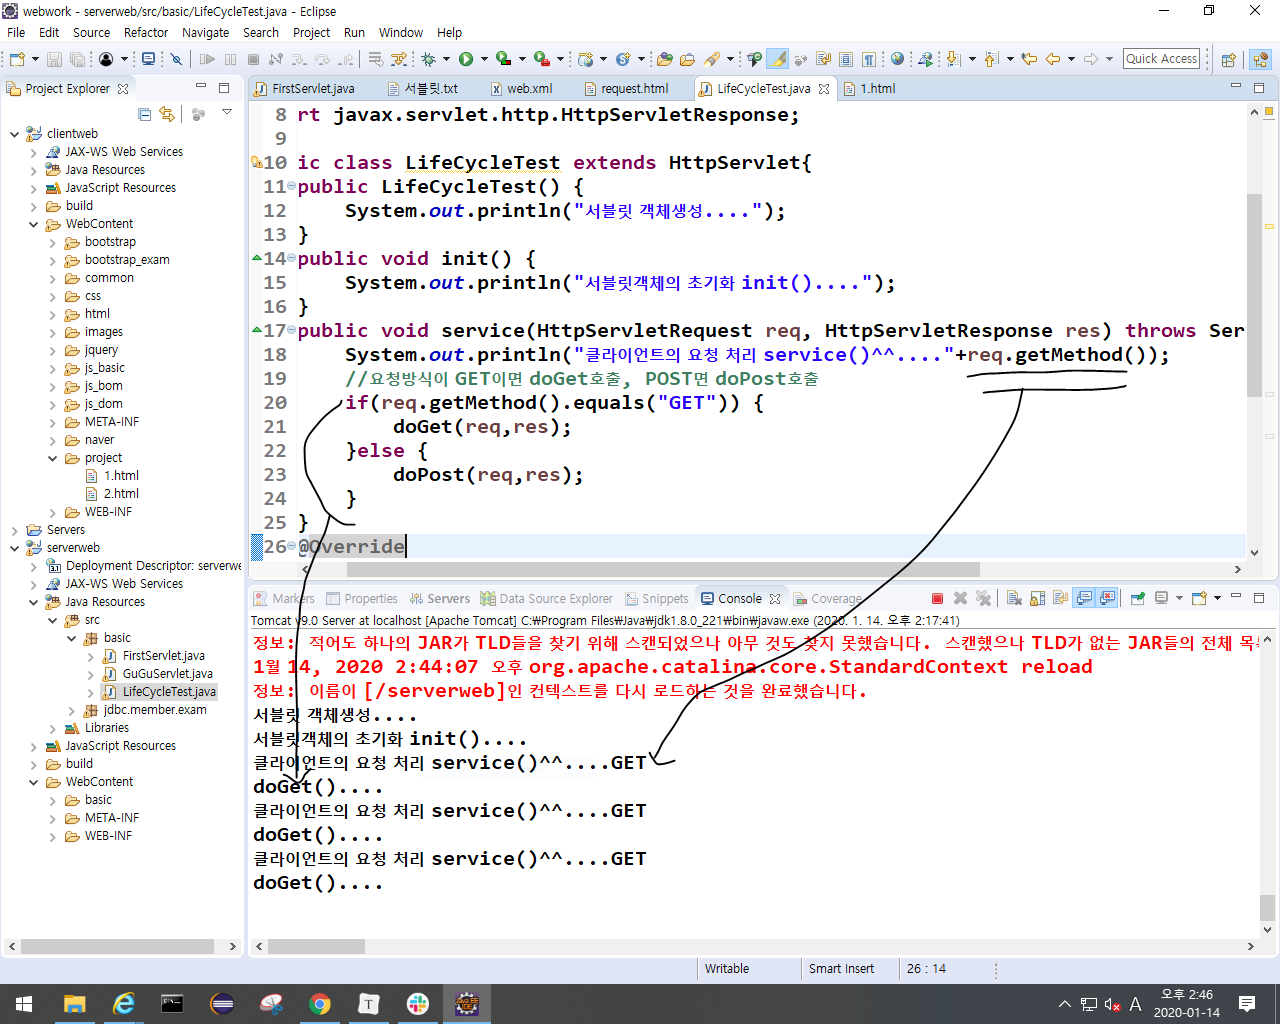 webwork - serverweb/src/basic/LifeCycleTest.java - Eclipse
File Edit Source Refactor Navigate Search Project Run Window Help
Quick Access
Project Explorer
clientweb
JAX-WS Web Services
Java Resources
JavaScript Resources
build
WebContent
bootstrap
bootstrap_exam
common
css
html
images
jquery
js_basic
js_bom
js_dom
META-INF
naver
project
1.html
2.html
WEB-INF
Servers
serverweb
Deployment Descriptor: serverwe
JAX-WS Web Services
Java Resources
src
basic
FirstServlet.java
GuGuServlet.java
LifeCycleTest.java
jdbc.member.exam
Libraries
JavaScript Resources
build
WebContent
basic
META-INF
WEB-INF
FirstServlet.java 서블릿.txt web.xml request.html LifeCycleTest.java 1.html
8 rt javax.servlet.http.HttpServletResponse;
9
10 ic class LifeCycleTest extends HttpServlet{
11 public LifeCycleTest() {
12 System.out.println("서블릿 객체생성....");
13 }
14 public void init() {
15 System.out.println("서블릿객체의 초기화 init()....");
16 }
17 public void service(HttpServletRequest req, HttpServletResponse res) throws Ser
18 System.out.println("클라이언트의 요청 처리 service()^^...."+req.getMethod());
19 //요청방식이 GET이면 doGet호출, POST면 doPost호출
20 if(req.getMethod().equals("GET")) {
21 doGet(req,res);
22 }else {
23 doPost(req,res);
24 }
25 }
26 @Override
Markers Properties Servers Data Source Explorer Snippets Console Coverage
Tomcat v9.0 Server at localhost [Apache Tomcat] C:₩Program Files₩Java₩jdk1.8.0_221₩bin₩javaw.exe (2020. 1. 14. 오후 2:17:41)
정보: 적어도 하나의 JAR가 TLD들을 찾기 위해 스캔되었으나 아무 것도 찾지 못했습니다. 스캔했으나 TLD가 없는 JAR들의 전체 목
1월 14, 2020 2:44:07 오후 org.apache.catalina.core.StandardContext reload
정보: 이름이 [/serverweb]인 컨텍스트를 다시 로드하는 것을 완료했습니다.
서블릿 객체생성....
서블릿객체의 초기화 init()....
클라이언트의 요청 처리 service()^^....GET
doGet()....
클라이언트의 요청 처리 service()^^....GET
doGet()....
클라이언트의 요청 처리 service()^^....GET
doGet()....
Writable Smart Insert 26 : 14
A 오후 2:46
2020-01-14